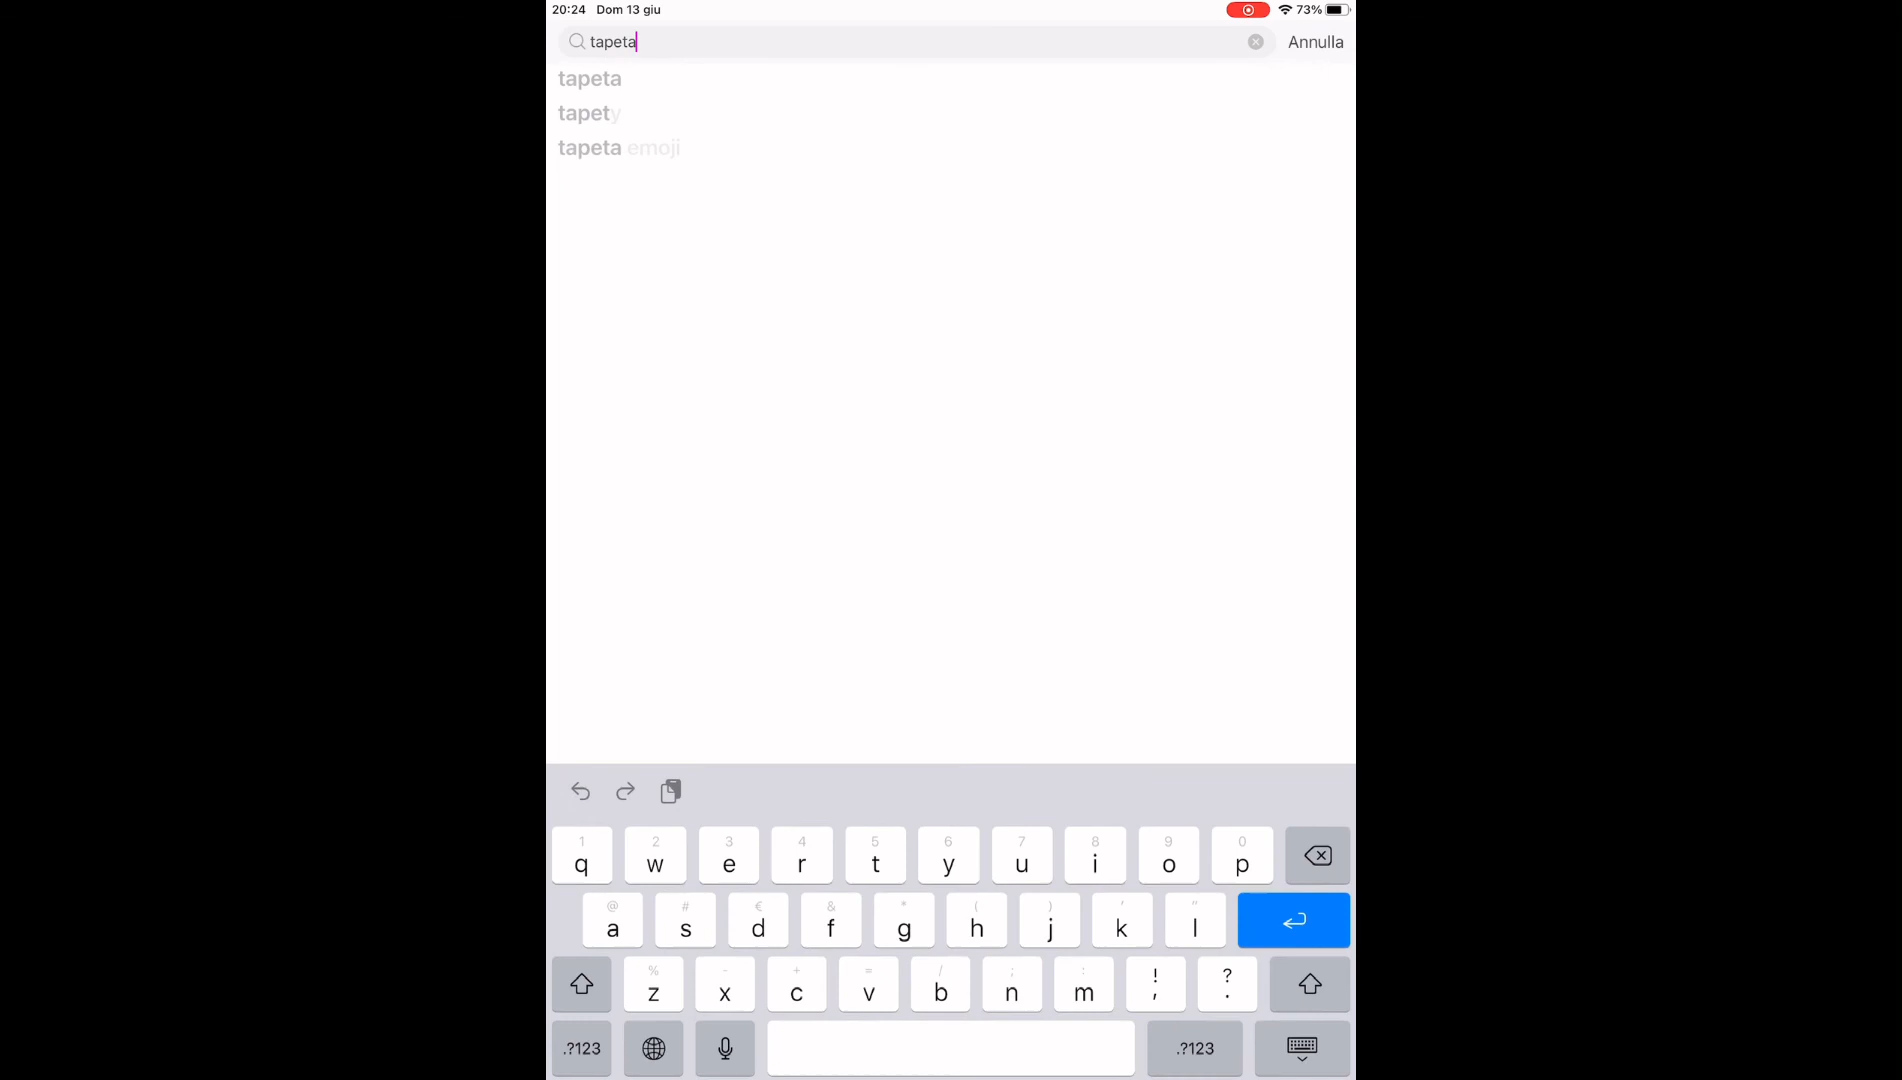 20:24 Dom 13 giu 73%
tapeta Annulla
tapeta
tapety
tapeta emoji
1 2 3 4 5 6 7 8 9 0
q w e r t y u i o p
@ # € & * ( ) ' "
a s d f g h j k l
% - + = / ; : ! ?
z x c v b n m , .
.?123 .?123